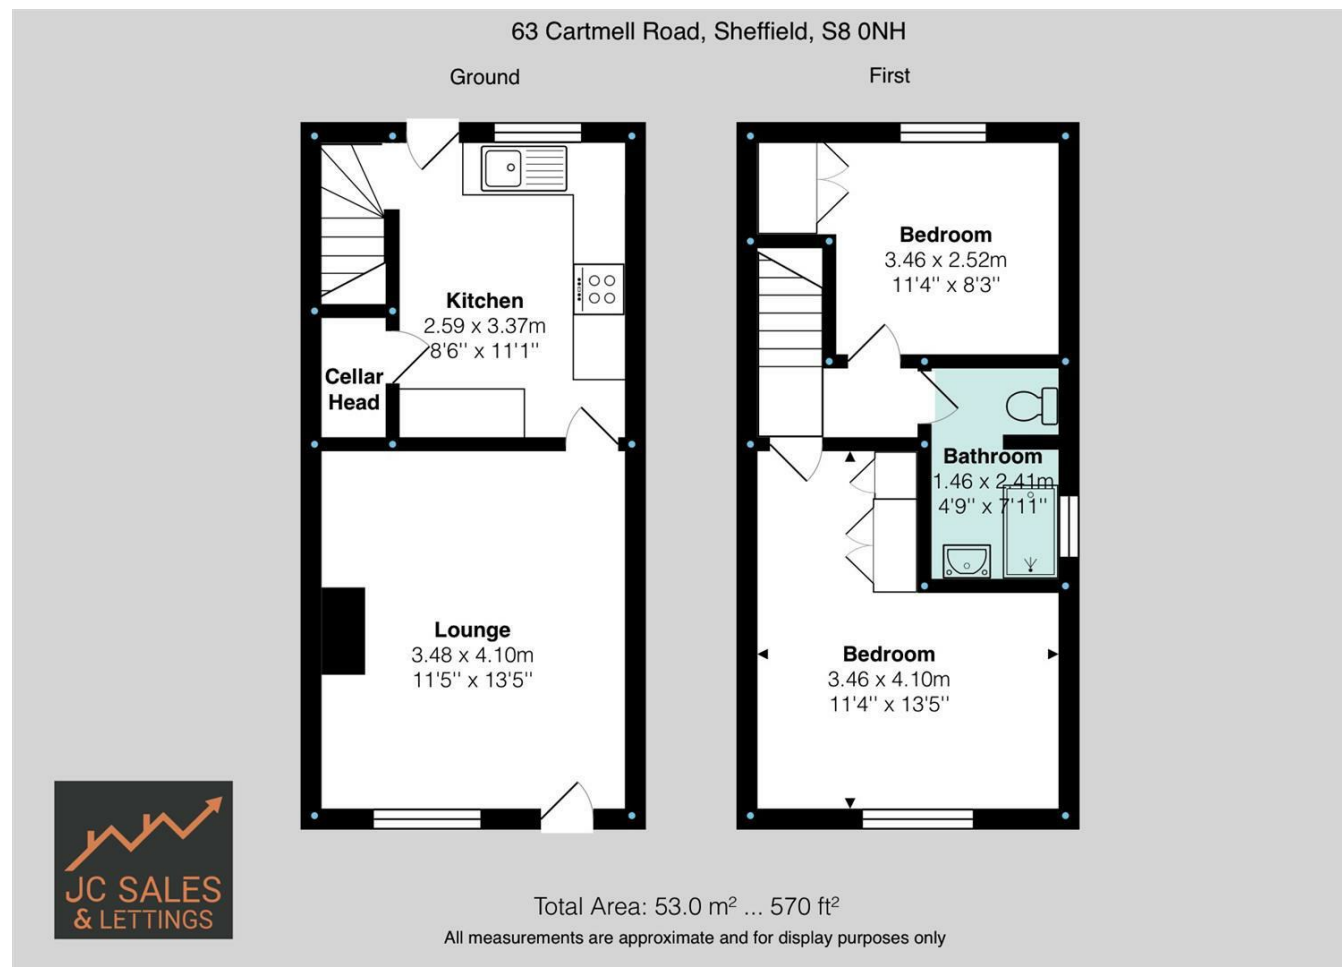 63 Cartmell Road, Sheffield, S8 0NH
Ground
First
Kitchen
2.59 x 3.37m
8'6'' x 11'1''
Cellar
Head
Lounge
3.48 x 4.10m
11'5'' x 13'5''
Bedroom
3.46 x 2.52m
11'4'' x 8'3''
Bathroom
1.46 x 2.41m
4'9'' x 7'11''
Bedroom
3.46 x 4.10m
11'4'' x 13'5''
JC SALES
& LETTINGS
Total Area: 53.0 m² ... 570 ft²
All measurements are approximate and for display purposes only